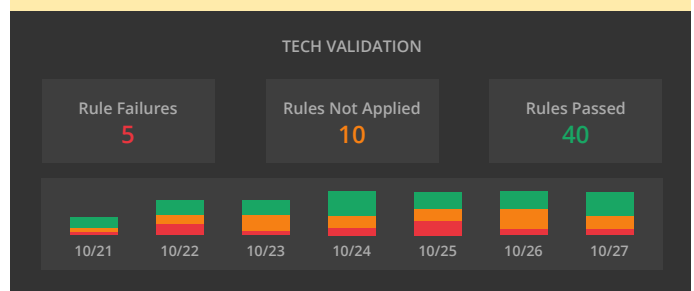 TECH VALIDATION
Rule Failures
5
Rules Not Applied
10
Rules Passed
40
10/21 10/22 10/23 10/24 10/25 10/26 10/27